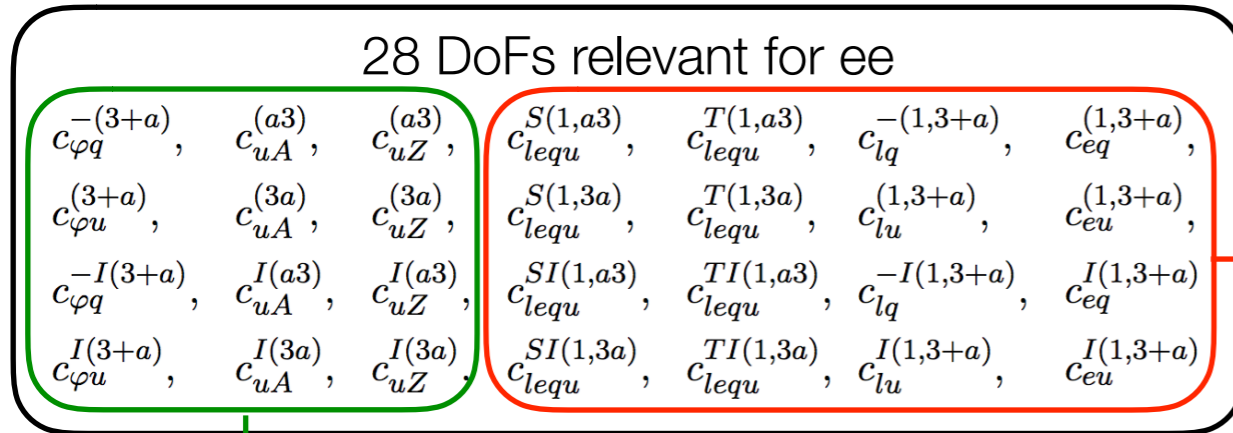 28 DoFs relevant for ee
c_{φq}^{-(3+a)}, c_{uA}^{(a3)}, c_{uZ}^{(a3)}, c_{lequ}^{S(1,a3)}, c_{lequ}^{T(1,a3)}, c_{lq}^{-(1,3+a)}, c_{eq}^{(1,3+a)},
c_{φu}^{(3+a)}, c_{uA}^{(3a)}, c_{uZ}^{(3a)}, c_{lequ}^{S(1,3a)}, c_{lequ}^{T(1,3a)}, c_{lu}^{(1,3+a)}, c_{eu}^{(1,3+a)},
c_{φq}^{-I(3+a)}, c_{uA}^{I(a3)}, c_{uZ}^{I(a3)}, c_{lequ}^{SI(1,a3)}, c_{lequ}^{TI(1,a3)}, c_{lq}^{-I(1,3+a)}, c_{eq}^{I(1,3+a)},
c_{φu}^{I(3+a)}, c_{uA}^{I(3a)}, c_{uZ}^{I(3a)}, c_{lequ}^{SI(1,3a)}, c_{lequ}^{TI(1,3a)}, c_{lu}^{I(1,3+a)}, c_{eu}^{I(1,3+a)},